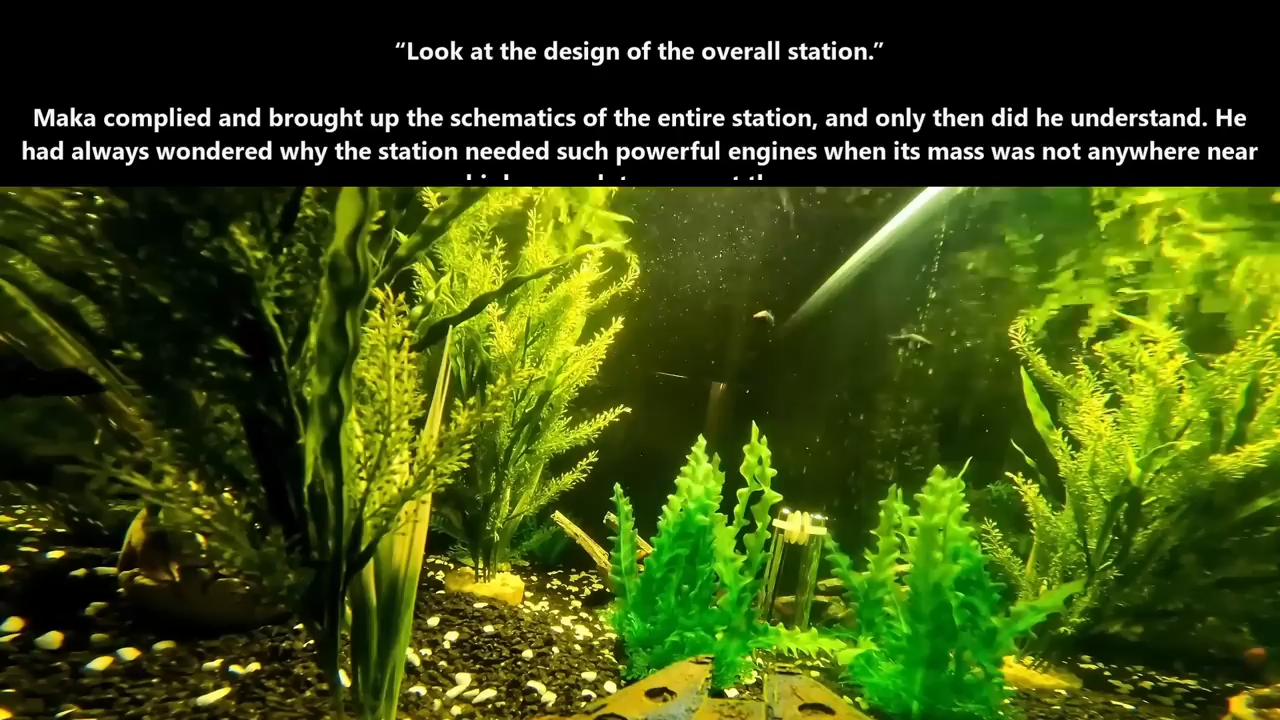 “Look at the design of the overall station.”
Maka complied and brought up the schematics of the entire station, and only then did he understand. He
had always wondered why the station needed such powerful engines when its mass was not anywhere near